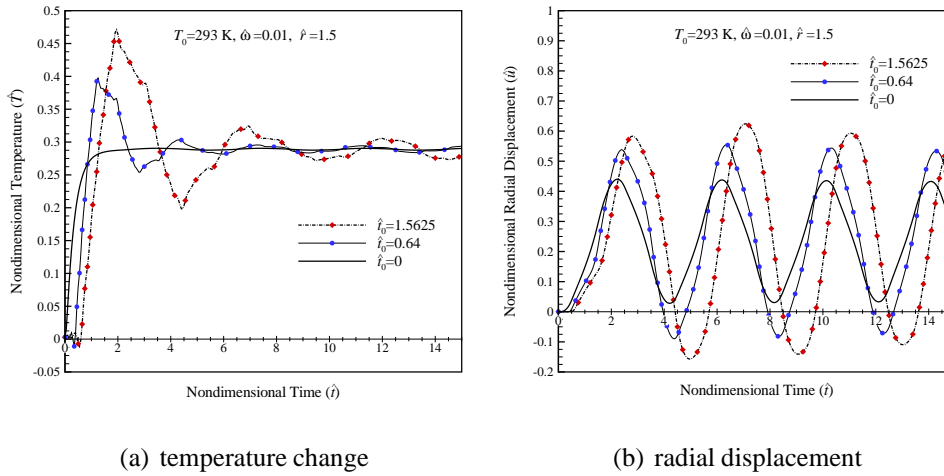 0.5
0.45
0.4
0.35
0.3
0.25
0.2
0.15
0.1
0.05
0
-0.05
Nondimensional Temperature (T̂)
T₀=293 K, ω̂=0.01, r̂=1.5
t̂₀=1.5625
t̂₀=0.64
t̂₀=0
0 2 4 6 8 10 12 14
Nondimensional Time (t̂)
(a) temperature change
1
0.9
0.8
0.7
0.6
0.5
0.4
0.3
0.2
0.1
0
-0.1
-0.2
Nondimensional Radial Displacement (û)
T₀=293 K, ω̂=0.01, r̂=1.5
t̂₀=1.5625
t̂₀=0.64
t̂₀=0
0 2 4 6 8 10 12 14
Nondimensional Time (t̂)
(b) radial displacement